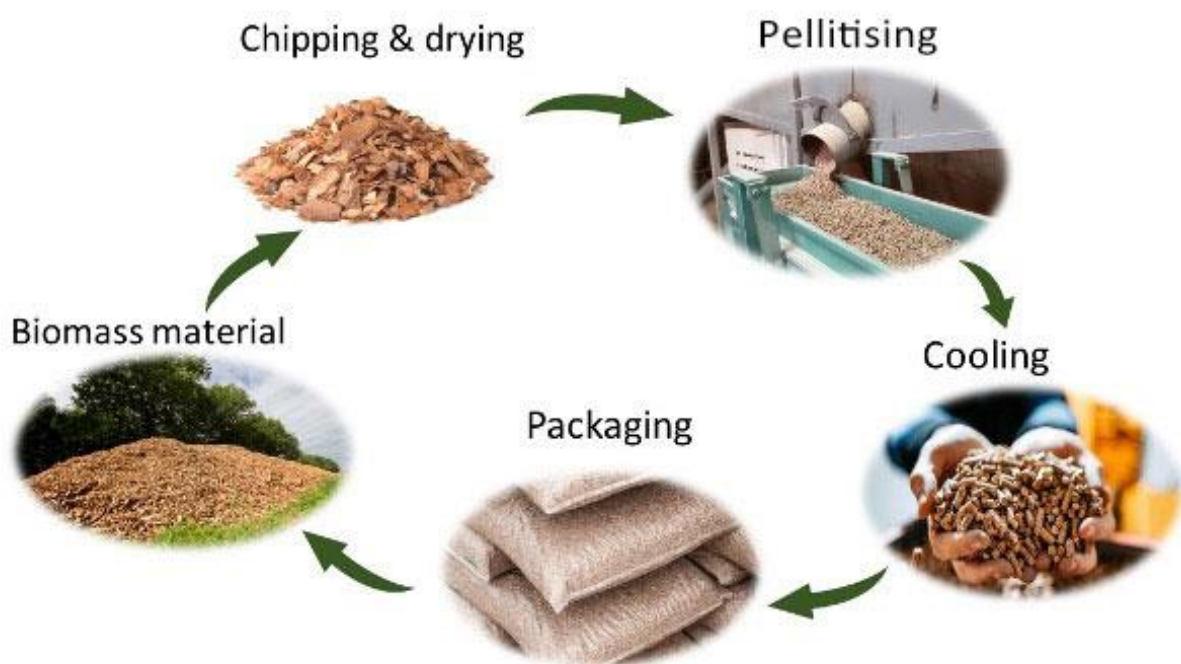 Chipping & drying
Pellitising
Biomass material
Cooling
Packaging